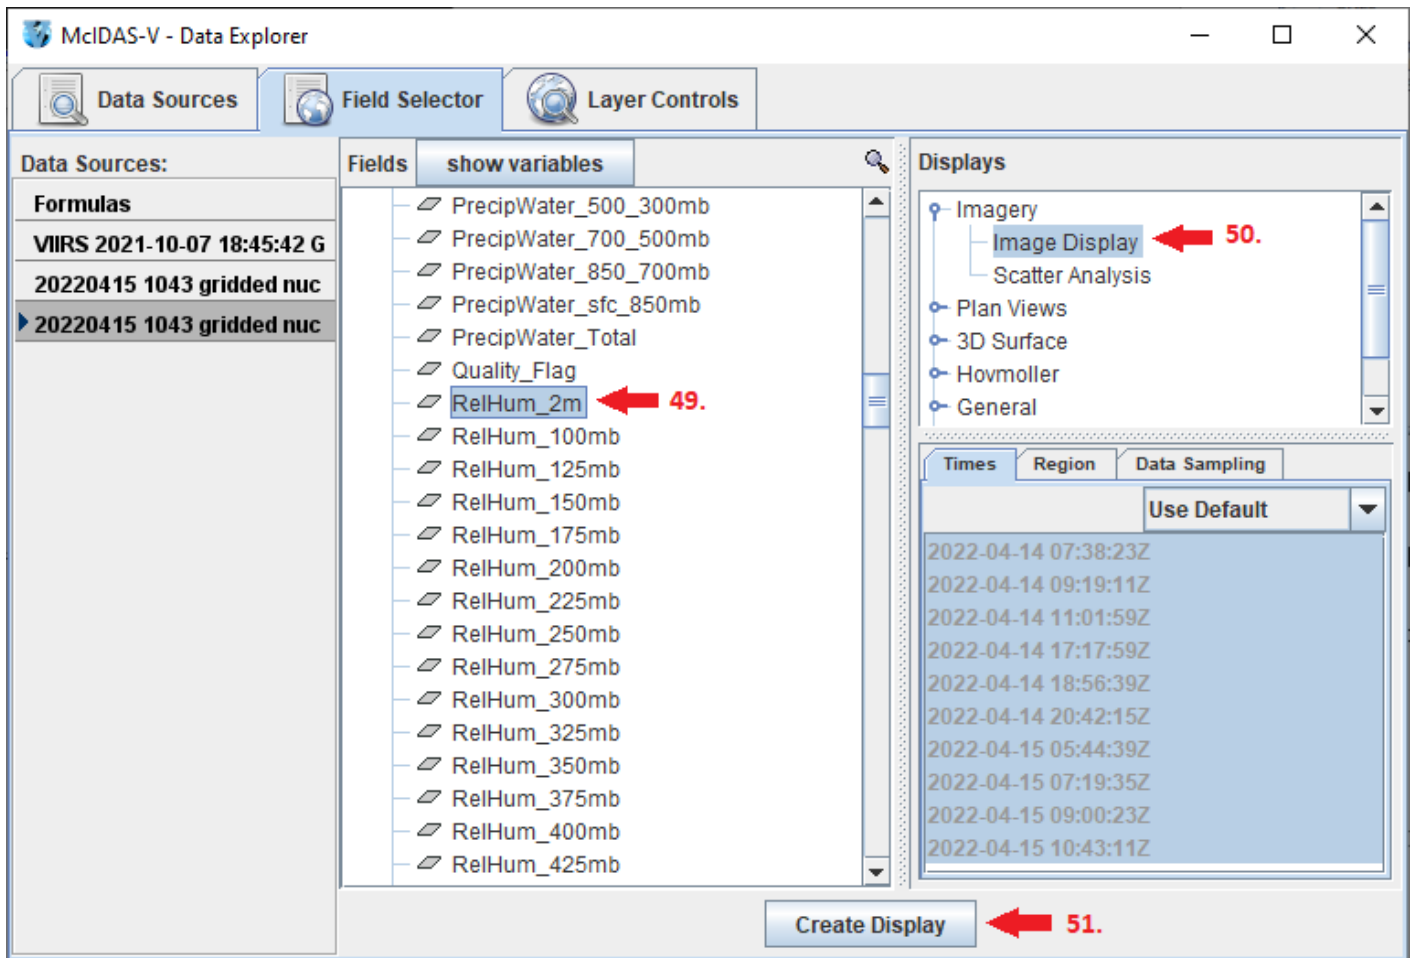 McIDAS-V - Data Explorer
Data Sources
Field Selector
Layer Controls
Data Sources:
Formulas
VIIRS 2021-10-07 18:45:42 G
20220415 1043 gridded nuc
20220415 1043 gridded nuc
Fields
show variables
PrecipWater_500_300mb
PrecipWater_700_500mb
PrecipWater_850_700mb
PrecipWater_sfc_850mb
PrecipWater_Total
Quality_Flag
RelHum_2m
49.
RelHum_100mb
RelHum_125mb
RelHum_150mb
RelHum_175mb
RelHum_200mb
RelHum_225mb
RelHum_250mb
RelHum_275mb
RelHum_300mb
RelHum_325mb
RelHum_350mb
RelHum_375mb
RelHum_400mb
RelHum_425mb
Displays
Imagery
Image Display
50.
Scatter Analysis
Plan Views
3D Surface
Hovmoller
General
Times
Region
Data Sampling
Use Default
2022-04-14 07:38:23Z
2022-04-14 09:19:11Z
2022-04-14 11:01:59Z
2022-04-14 17:17:59Z
2022-04-14 18:56:39Z
2022-04-14 20:42:15Z
2022-04-15 05:44:39Z
2022-04-15 07:19:35Z
2022-04-15 09:00:23Z
2022-04-15 10:43:11Z
Create Display
51.